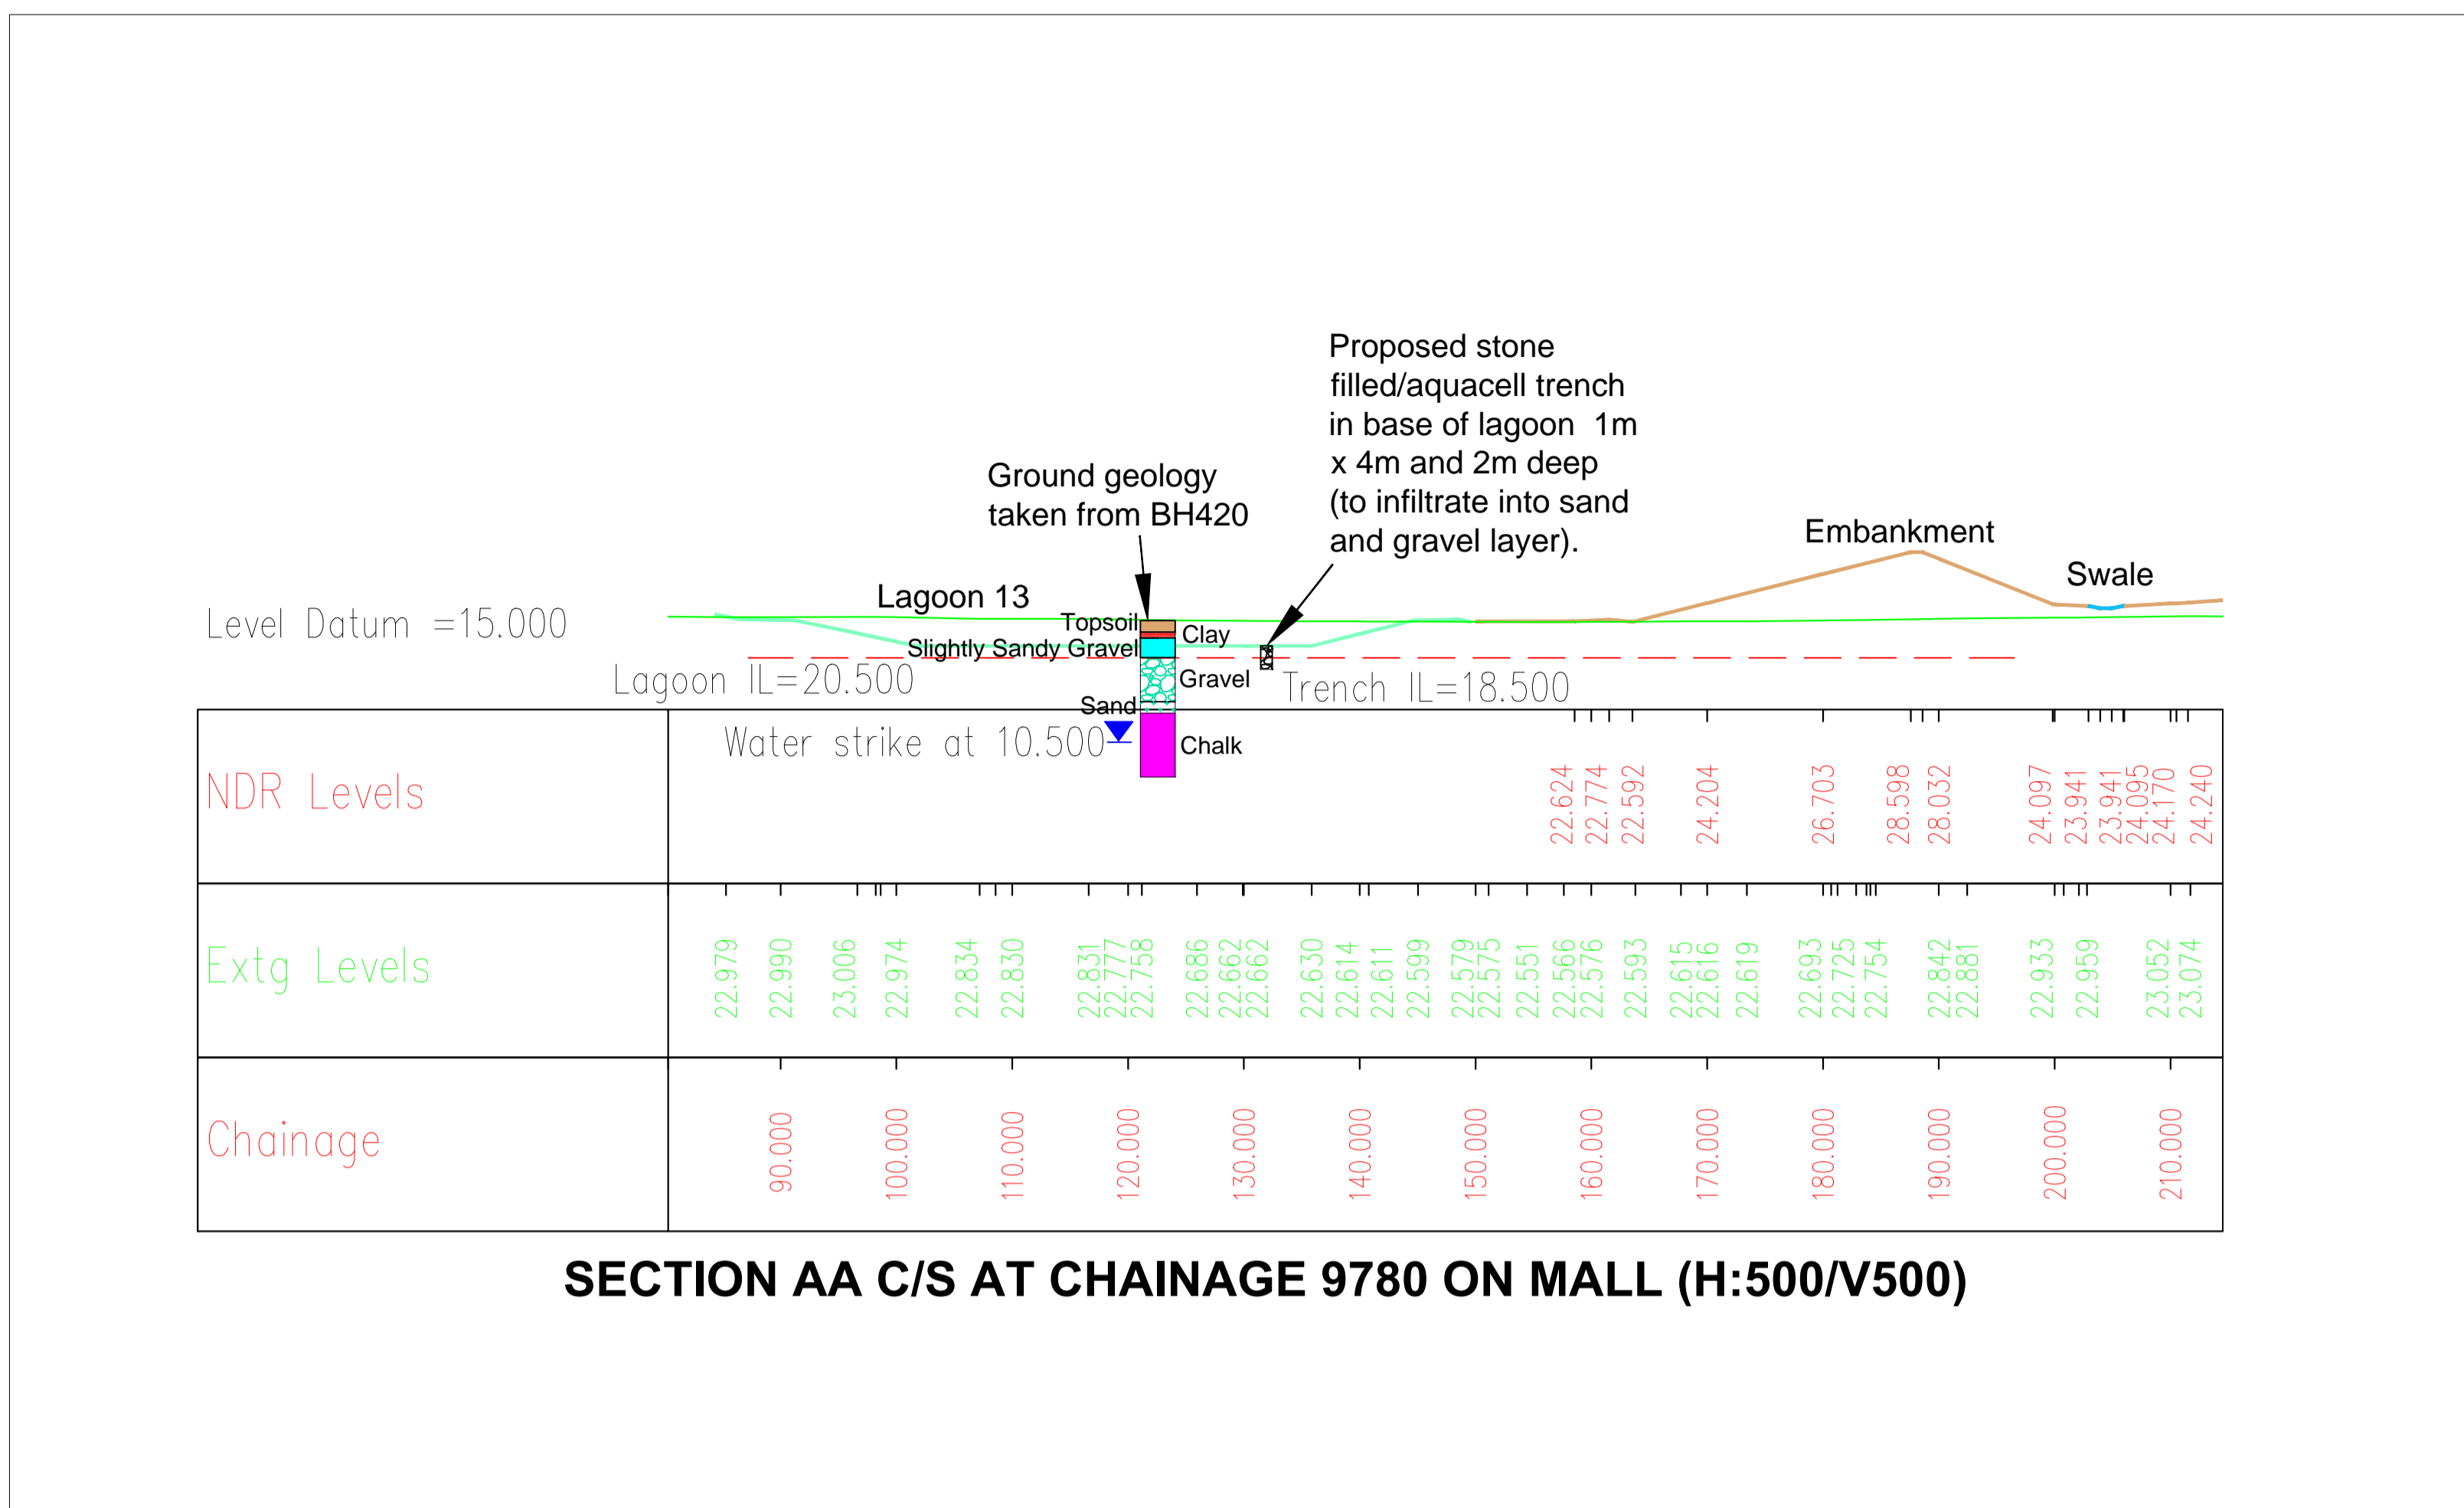 Proposed stone
filled/aquacell trench
in base of lagoon 1m
x 4m and 2m deep
(to infiltrate into sand
and gravel layer).
Ground geology
taken from BH420
Embankment
Swale
Lagoon 13
Level Datum =15.000
Topsoil
Clay
Slightly Sandy Gravel
Lagoon IL=20.500
Gravel
Trench IL=18.500
Sand
Water strike at 10.500
Chalk
NDR Levels
22.624 22.774 22.592 24.204 26.703 28.598 28.032 24.097 23.941 23.941 24.095 24.170 24.240
Extg Levels
22.979 22.990 23.006 22.974 22.834 22.830 22.831 22.777 22.758 22.686 22.662 22.662 22.630 22.614 22.611 22.599 22.579 22.575 22.551 22.566 22.576 22.593 22.615 22.616 22.619 22.693 22.725 22.754 22.842 22.881 22.933 22.959 23.052 23.074
Chainage
90.000 100.000 110.000 120.000 130.000 140.000 150.000 160.000 170.000 180.000 190.000 200.000 210.000
SECTION AA C/S AT CHAINAGE 9780 ON MALL (H:500/V500)